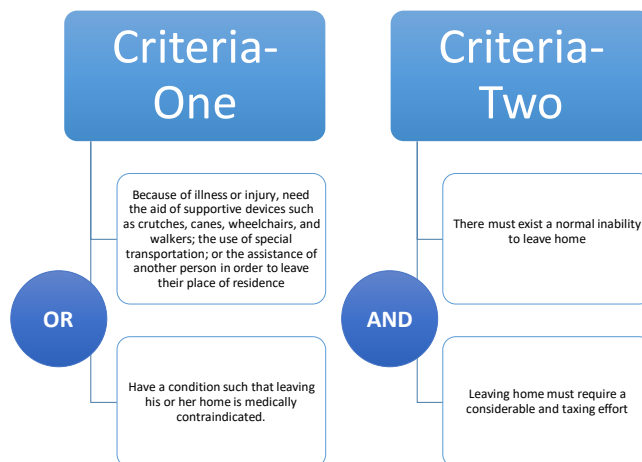 Criteria-
One
Because of illness or injury, need
the aid of supportive devices such
as crutches, canes, wheelchairs, and
walkers; the use of special
transportation; or the assistance of
another person in order to leave
their place of residence
OR
Have a condition such that leaving
his or her home is medically
contraindicated.
Criteria-
Two
There must exist a normal inability
to leave home
AND
Leaving home must require a
considerable and taxing effort